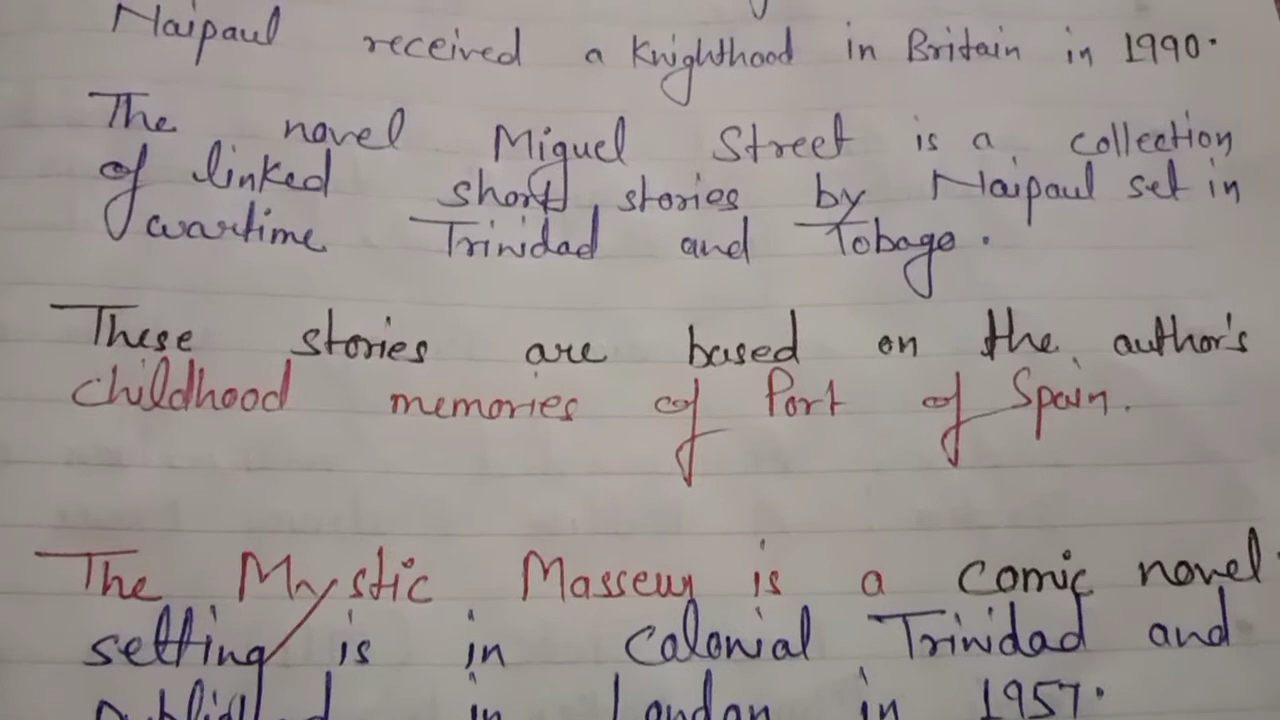 Naipaul received a Knighthood in Britain in 1990.
The novel Miguel Street is a collection
of linked short stories by Naipaul set in
wartime Trinidad and Tobago.
These stories are based on the author's
childhood memories of Port of Spain.
The Mystic Masseur is a comic novel
setting is in colonial Trinidad and
published in London in 1957.